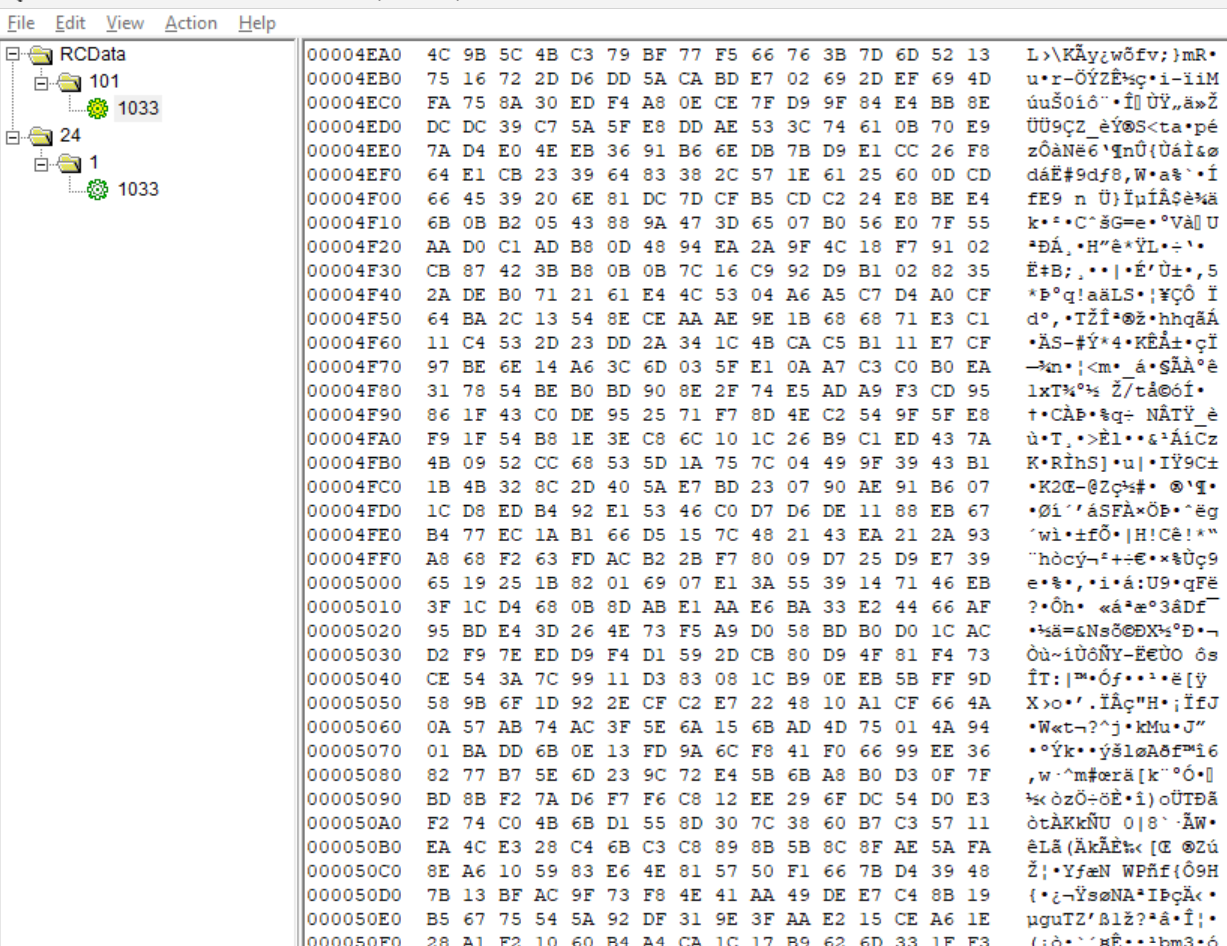 File Edit View Action Help
RCData
101
1033
24
1
1033
00004EA0 4C 9B 5C 4B C3 79 BF 77 F5 66 76 3B 7D 6D 52 13 L›\KÃy¿wõfv;}mR•
00004EB0 75 16 72 2D D6 DD 5A CA BD E7 02 69 2D EF 69 4D u•r-ÖÝZÊ½ç•i-ïiM
00004EC0 FA 75 8A 30 ED F4 A8 0E CE 7F D9 9F 84 E4 BB 8E
00004ED0 DC DC 39 C7 5A 5F E8 DD AE 53 3C 74 61 0B 70 E9 ÜÜ9ÇZ_èÝ®S<ta•pé
00004EE0 7A D4 E0 4E EB 36 91 B6 6E DB 7B D9 E1 CC 26 F8 zÔàNë6‘¶nÛ{ÙáÌ&ø
00004EF0 64 E1 CB 23 39 64 83 38 2C 57 1E 61 25 60 0D CD dáË#9dƒ8,W•a%`•Í
00004F00 66 45 39 20 6E 81 DC 7D CF B5 CD C2 24 E8 BE E4 fE9 n Ü}ÏµÍÂ$è¾ä
00004F10 6B 0B B2 05 43 88 9A 47 3D 65 07 B0 56 E0 7F 55
00004F20 AA D0 C1 AD B8 0D 48 94 EA 2A 9F 4C 18 F7 91 02
00004F30 CB 87 42 3B B8 0B 0B 7C 16 C9 92 D9 B1 02 82 35 Ë‡B;¸••|•É’Ù±•‚5
00004F40 2A DE B0 71 21 61 E4 4C 53 04 A6 A5 C7 D4 A0 CF *Þ°q!aäLS•¦¥ÇÔ Ï
00004F50 64 BA 2C 13 54 8E CE AA AE 9E 1B 68 68 71 E3 C1 dº,•TŽÎª®ž•hhqãÁ
00004F60 11 C4 53 2D 23 DD 2A 34 1C 4B CA C5 B1 11 E7 CF •ÄS-#Ý*4•KÊÅ±•çÏ
00004F70 97 BE 6E 14 A6 3C 6D 03 5F E1 0A A7 C3 C0 B0 EA —¾n•¦<m•_á•§ÃÀ°ê
00004F80 31 78 54 BE B0 BD 90 8E 2F 74 E5 AD A9 F3 CD 95
00004F90 86 1F 43 C0 DE 95 25 71 F7 8D 4E C2 54 9F 5F E8 †•CÀÞ•%q÷ NÂTŸ_è
00004FA0 F9 1F 54 B8 1E 3E C8 6C 10 1C 26 B9 C1 ED 43 7A ù•T¸•>Èl••&¹ÁíCz
00004FB0 4B 09 52 CC 68 53 5D 1A 75 7C 04 49 9F 39 43 B1 K•RÌhS]•u|•IŸ9C±
00004FC0 1B 4B 32 8C 2D 40 5A E7 BD 23 07 90 AE 91 B6 07 •K2Œ-@Zç½#• ®‘¶•
00004FD0 1C D8 ED B4 92 E1 53 46 C0 D7 D6 DE 11 88 EB 67 •Øí´’áSFÀ×ÖÞ•ˆëg
00004FE0 B4 77 EC 1A B1 66 D5 15 7C 48 21 43 EA 21 2A 93 ´wì•±fÕ•|H!Cê!*“
00004FF0 A8 68 F2 63 FD AC B2 2B F7 80 09 D7 25 D9 E7 39 ¨hòcý¬²+÷€•×%Ùç9
00005000 65 19 25 1B 82 01 69 07 E1 3A 55 39 14 71 46 EB e•%•‚•i•á:U9•qFë
00005010 3F 1C D4 68 0B 8D AB E1 AA E6 BA 33 E2 44 66 AF ?•Ôh• «áªæº3âDf¯
00005020 95 BD E4 3D 26 4E 73 F5 A9 D0 58 BD B0 D0 1C AC •½ä=&Nsõ©ÐX½°Ð•¬
00005030 D2 F9 7E ED D9 F4 D1 59 2D CB 80 D9 4F 81 F4 73 Òù~íÙôÑY-Ë€ÙO ôs
00005040 CE 54 3A 7C 99 11 D3 83 08 1C B9 0E EB 5B FF 9D
00005050 58 9B 6F 1D 92 2E CF C2 E7 22 48 10 A1 CF 66 4A X›o•’.ÏÂç"H•¡ÏfJ
00005060 0A 57 AB 74 AC 3F 5E 6A 15 6B AD 4D 75 01 4A 94
00005070 01 BA DD 6B 0E 13 FD 9A 6C F8 41 F0 66 99 EE 36 •ºÝk••ýšløAðf™î6
00005080 82 77 B7 5E 6D 23 9C 72 E4 5B 6B A8 B0 D3 0F 7F
00005090 BD 8B F2 7A D6 F7 F6 C8 12 EE 29 6F DC 54 D0 E3 ½‹òzÖ÷öÈ•î)oÜTÐã
000050A0 F2 74 C0 4B 6B D1 55 8D 30 7C 38 60 B7 C3 57 11 òtÀKkÑU 0|8`·ÃW•
000050B0 EA 4C E3 28 C4 6B C3 C8 89 8B 5B 8C 8F AE 5A FA êLã(ÄkÃÈ‰‹[Œ ®Zú
000050C0 8E A6 10 59 83 E6 4E 81 57 50 F1 66 7B D4 39 48 Ž¦•YƒæN WPñf{Ô9H
000050D0 7B 13 BF AC 9F 73 F8 4E 41 AA 49 DE E7 C4 8B 19 {•¿¬ŸsøNAªIÞçÄ‹•
000050E0 B5 67 75 54 5A 92 DF 31 9E 3F AA E2 15 CE A6 1E µguTZ’ß1ž?ªâ•Î¦•
000050F0 28 A1 F2 10 60 B4 A4 CA 1C 17 B9 62 6D 33 1F F3